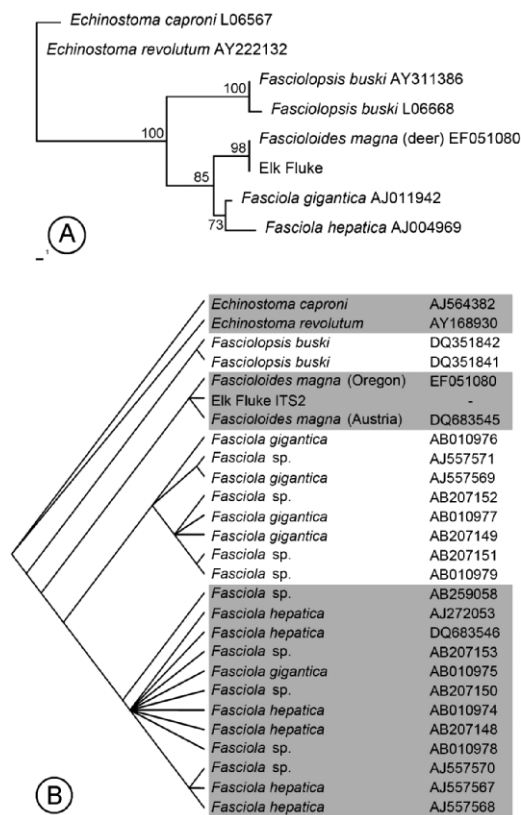 Echinostoma caproni L06567
Echinostoma revolutum AY222132
Fasciolopsis buski AY311386
100
Fasciolopsis buski L06668
100
98
Fascioloides magna (deer) EF051080
Elk Fluke
85
Fasciola gigantica AJ011942
73
Fasciola hepatica AJ004969
A
1
Echinostoma caproni AJ564382
Echinostoma revolutum AY168930
Fasciolopsis buski DQ351842
Fasciolopsis buski DQ351841
Fascioloides magna (Oregon) EF051080
Elk Fluke ITS2 -
Fascioloides magna (Austria) DQ683545
Fasciola gigantica AB010976
Fasciola sp. AJ557571
Fasciola gigantica AJ557569
Fasciola sp. AB207152
Fasciola gigantica AB010977
Fasciola gigantica AB207149
Fasciola sp. AB207151
Fasciola sp. AB010979
Fasciola sp. AB259058
Fasciola hepatica AJ272053
Fasciola hepatica DQ683546
Fasciola sp. AB207153
Fasciola gigantica AB010975
Fasciola sp. AB207150
Fasciola hepatica AB010974
Fasciola hepatica AB207148
Fasciola sp. AB010978
Fasciola sp. AJ557570
Fasciola hepatica AJ557567
Fasciola hepatica AJ557568
B